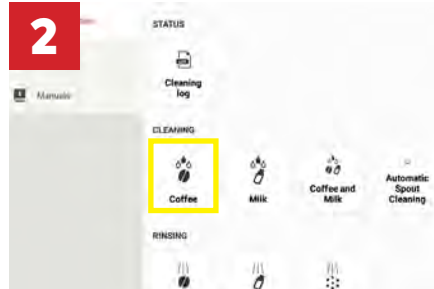 2
STATUS
Cleaning
log
Manuals
CLEANING
Coffee
Milk
Coffee and
Milk
Automatic
Spout
Cleaning
RINSING